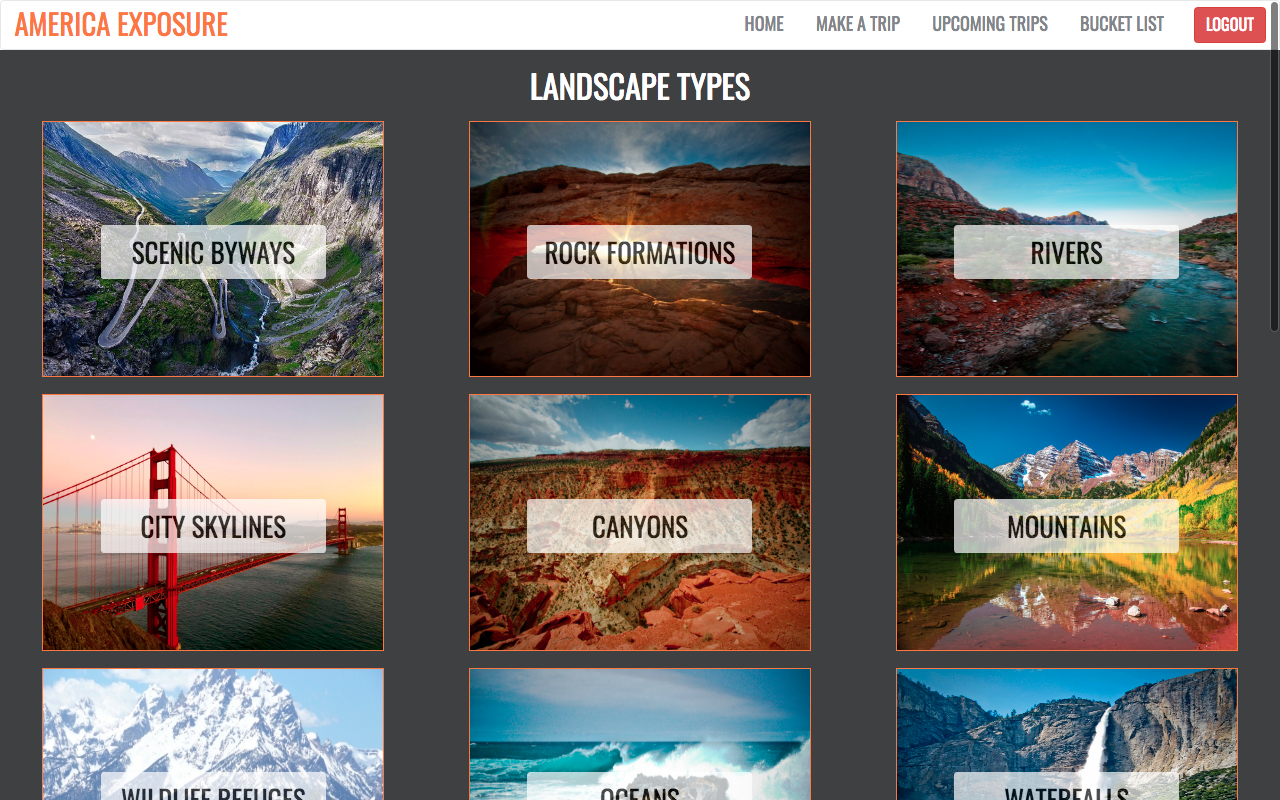 AMERICA EXPOSURE
HOME
MAKE A TRIP
UPCOMING TRIPS
BUCKET LIST
LOGOUT
LANDSCAPE TYPES
SCENIC BYWAYS
ROCK FORMATIONS
RIVERS
CITY SKYLINES
CANYONS
MOUNTAINS
WILDLIFE REFUGES
OCEANS
WATERFALLS